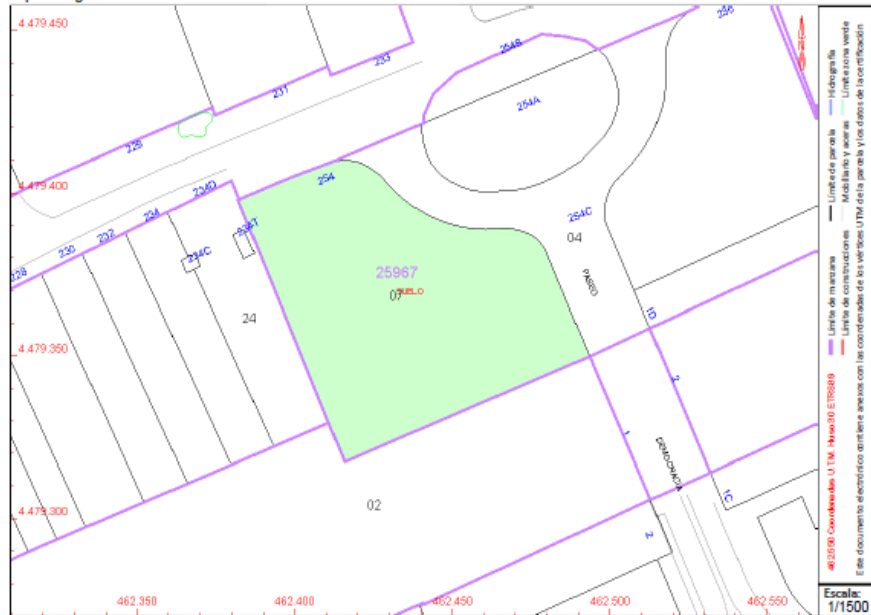 4.479.450
236
254B
233
231
254A
229
4.479.400
254
234D
254C
234
234T
04
232
230
234C
228
25967
PASEO
SUELO
07
24
1D
4.479.350
2
1
DEMOCRACIA
1C
02
4.479.300
2
462.350
462.400
462.450
462.500
462.550
462.550 Coordenadas U.T.M. Huso 30 ETRS89
Límite de manzana
Límite de parcela
Hidrografía
Límite de construcciones
Mobiliario y aceras
Límite zona verde
Este documento electrónico contiene anexos con las coordenadas de los vértices UTM de la parcela y los datos de la certificación
Escala:
1/1500